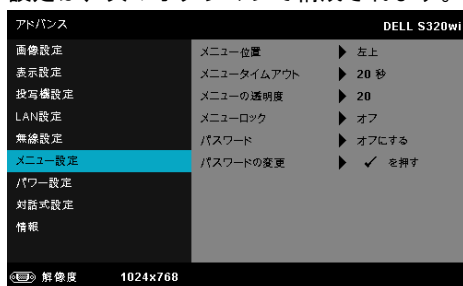 アドバンス DELL S320wi
画像設定
表示設定
投写機設定
LAN設定
無線設定
メニュー設定
パワー設定
対話式設定
情報
メニュー位置 左上
メニュータイムアウト 20 秒
メニューの透明度 20
メニューロック オフ
パスワード オフにする
パスワードの変更 ✓ を押す
解像度 1024x768